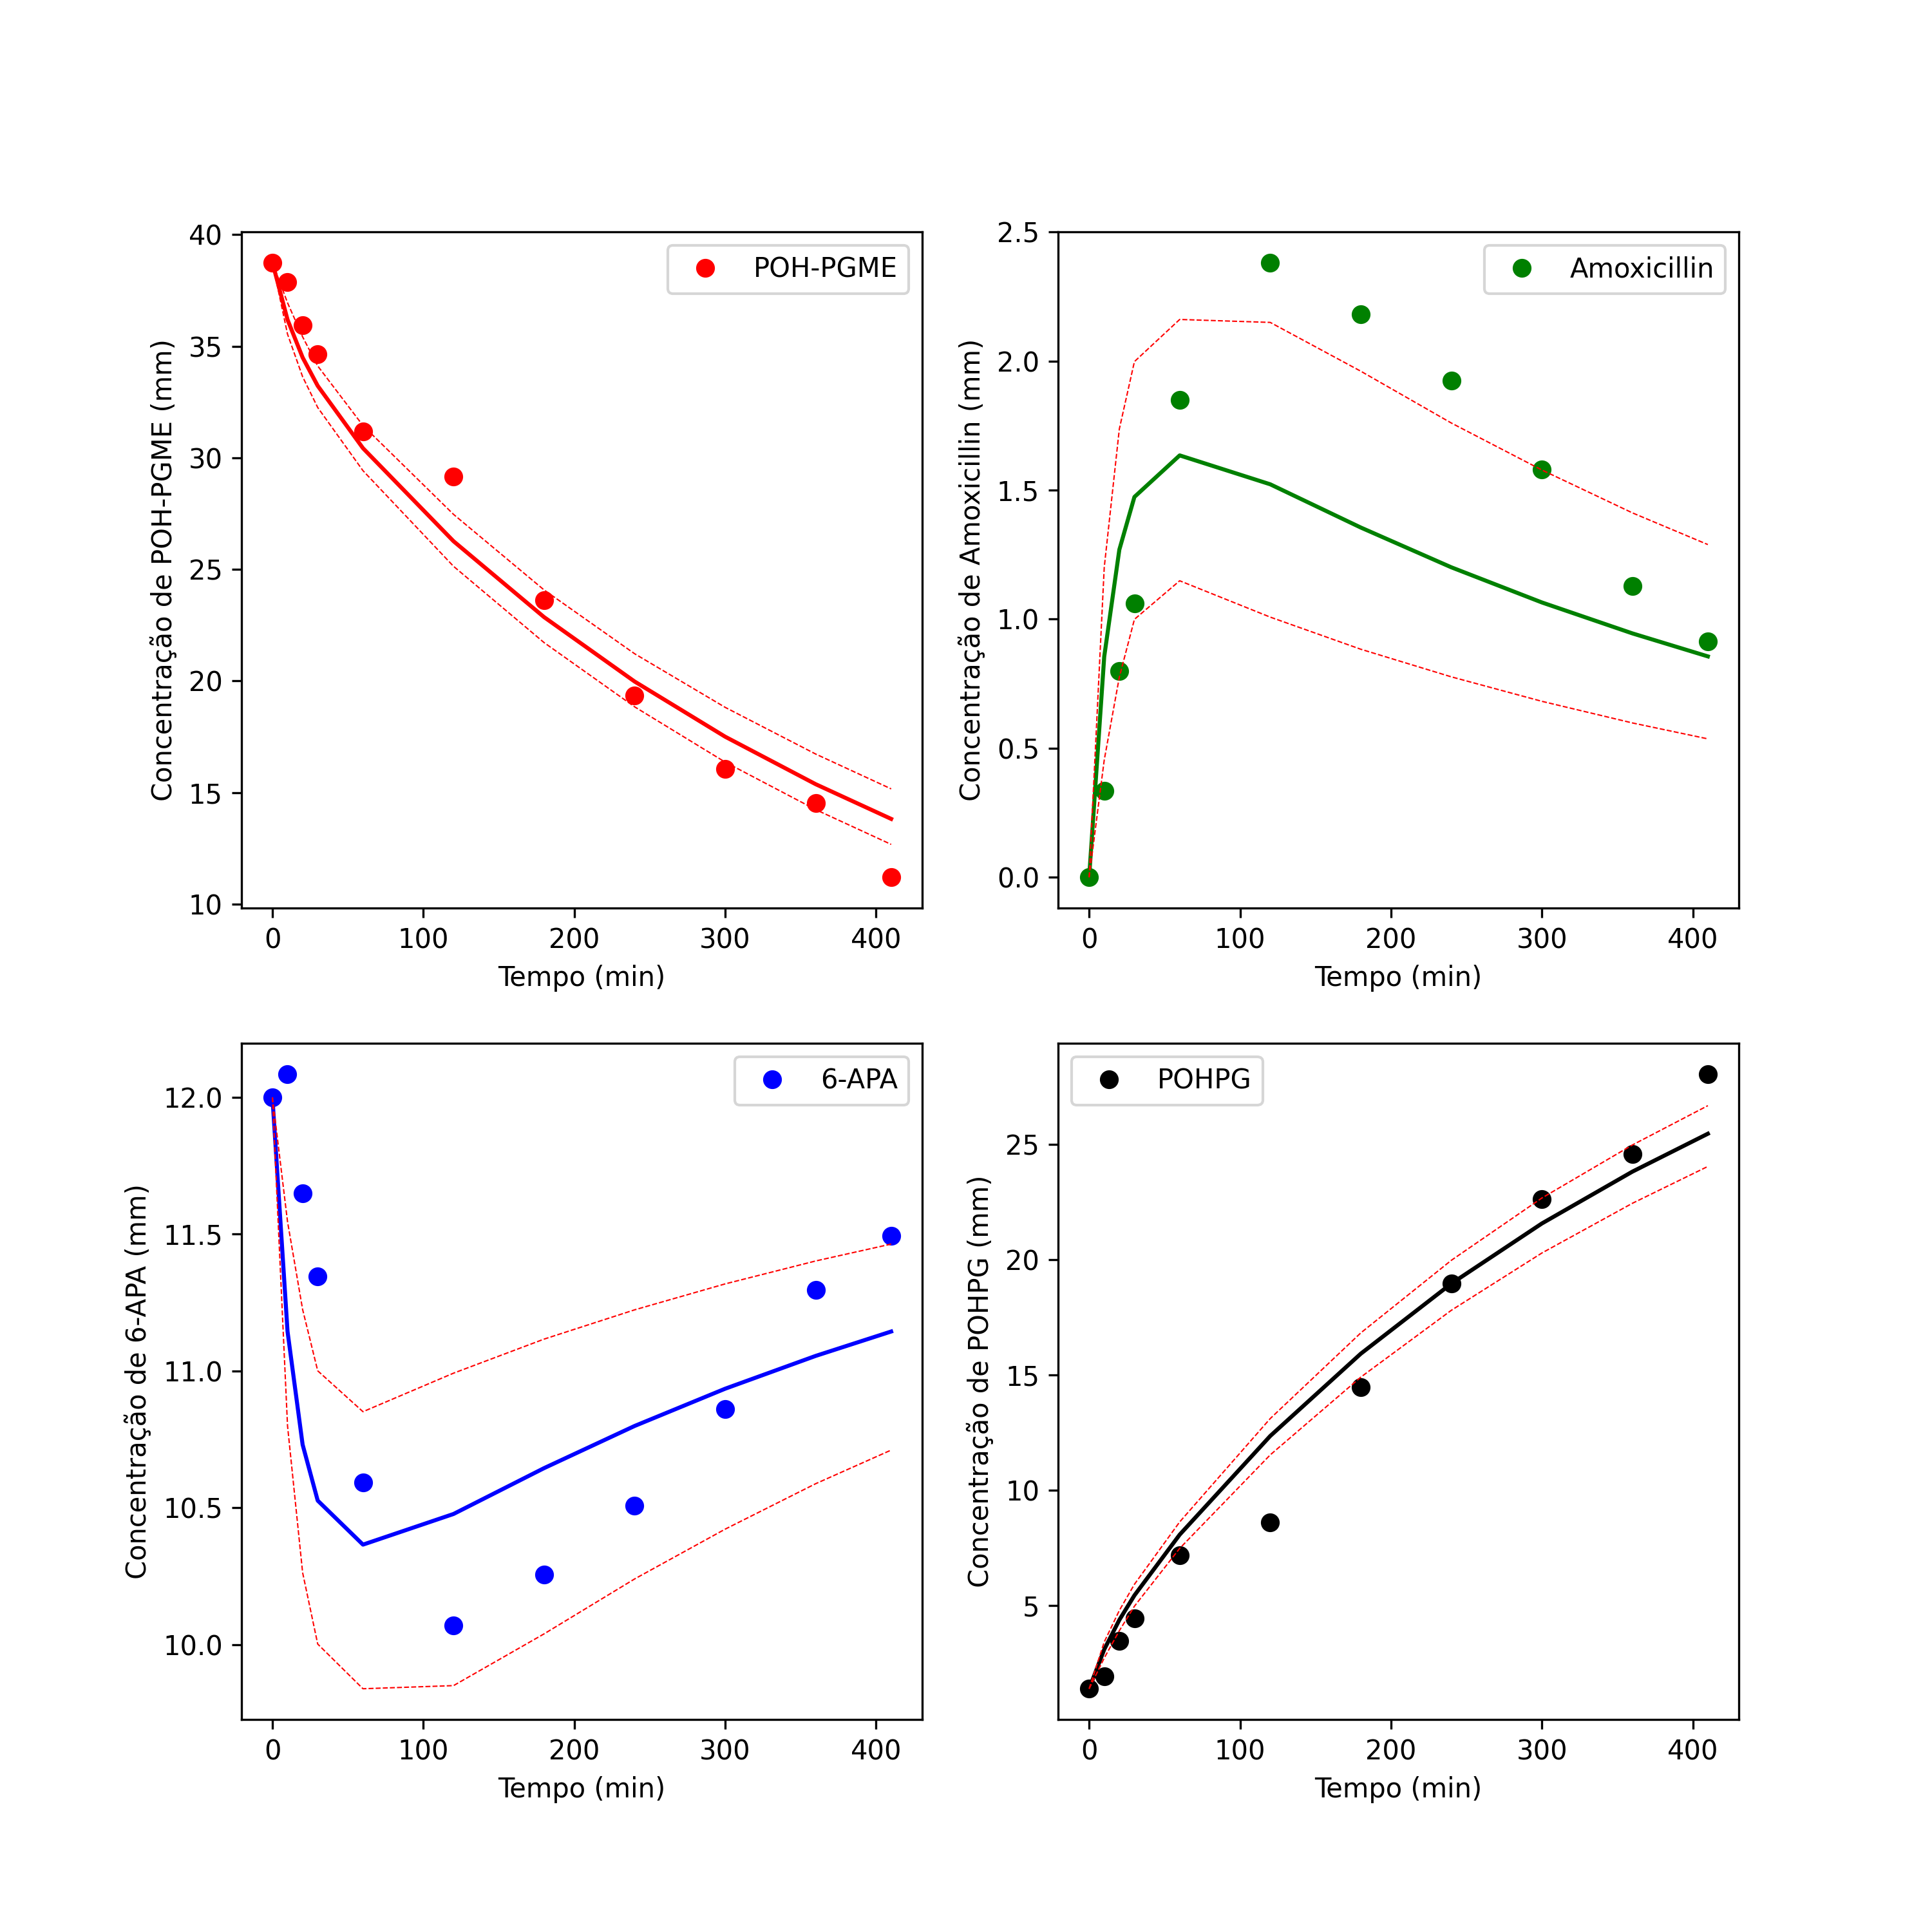 POH-PGME
40
35
30
25
20
15
10
Concentração de POH-PGME (mm)
0 100 200 300 400
Tempo (min)
Amoxicillin
2.5
2.0
1.5
1.0
0.5
0.0
Concentração de Amoxicillin (mm)
0 100 200 300 400
Tempo (min)
6-APA
12.0
11.5
11.0
10.5
10.0
Concentração de 6-APA (mm)
0 100 200 300 400
Tempo (min)
POHPG
25
20
15
10
5
Concentração de POHPG (mm)
0 100 200 300 400
Tempo (min)